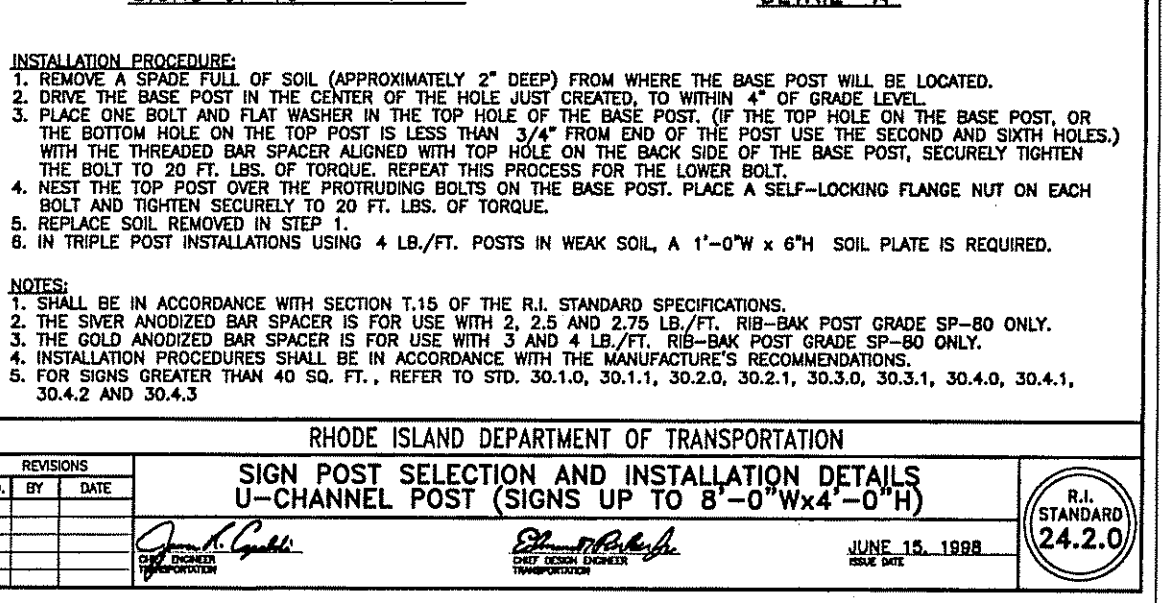 INSTALLATION PROCEDURE:
1. REMOVE A SPADE FULL OF SOIL (APPROXIMATELY 2" DEEP) FROM WHERE THE BASE POST WILL BE LOCATED.
2. DRIVE THE BASE POST IN THE CENTER OF THE HOLE JUST CREATED, TO WITHIN 4" OF GRADE LEVEL.
3. PLACE ONE BOLT AND FLAT WASHER IN THE TOP HOLE OF THE BASE POST. (IF THE TOP HOLE ON THE BASE POST, OR
THE BOTTOM HOLE ON THE TOP POST IS LESS THAN 3/4" FROM END OF THE POST USE THE SECOND AND SIXTH HOLES.)
WITH THE THREADED BAR SPACER ALIGNED WITH TOP HOLE ON THE BACK SIDE OF THE BASE POST, SECURELY TIGHTEN
THE BOLT TO 20 FT. LBS. OF TORQUE. REPEAT THIS PROCESS FOR THE LOWER BOLT.
4. NEST THE TOP POST OVER THE PROTRUDING BOLTS ON THE BASE POST. PLACE A SELF-LOCKING FLANGE NUT ON EACH
BOLT AND TIGHTEN SECURELY TO 20 FT. LBS. OF TORQUE.
5. REPLACE SOIL REMOVED IN STEP 1.
6. IN TRIPLE POST INSTALLATIONS USING 4 LB./FT. POSTS IN WEAK SOIL, A 1'-0"W x 6"H SOIL PLATE IS REQUIRED.
NOTES:
1. SHALL BE IN ACCORDANCE WITH SECTION T.15 OF THE R.I. STANDARD SPECIFICATIONS.
2. THE SIVER ANODIZED BAR SPACER IS FOR USE WITH 2, 2.5 AND 2.75 LB./FT. RIB-BAK POST GRADE SP-80 ONLY.
3. THE GOLD ANODIZED BAR SPACER IS FOR USE WITH 3 AND 4 LB./FT. RIB-BAK POST GRADE SP-80 ONLY.
4. INSTALLATION PROCEDURES SHALL BE IN ACCORDANCE WITH THE MANUFACTURE'S RECOMMENDATIONS.
5. FOR SIGNS GREATER THAN 40 SQ. FT., REFER TO STD. 30.1.0, 30.1.1, 30.2.0, 30.2.1, 30.3.0, 30.3.1, 30.4.0, 30.4.1,
30.4.2 AND 30.4.3
RHODE ISLAND DEPARTMENT OF TRANSPORTATION
REVISIONS
BY DATE
SIGN POST SELECTION AND INSTALLATION DETAILS
U-CHANNEL POST (SIGNS UP TO 8'-0"Wx4'-0"H)
CHIEF ENGINEER
TRANSPORTATION
CHIEF DESIGN ENGINEER
TRANSPORTATION
JUNE 15, 1998
ISSUE DATE
R.I.
STANDARD
24.2.0